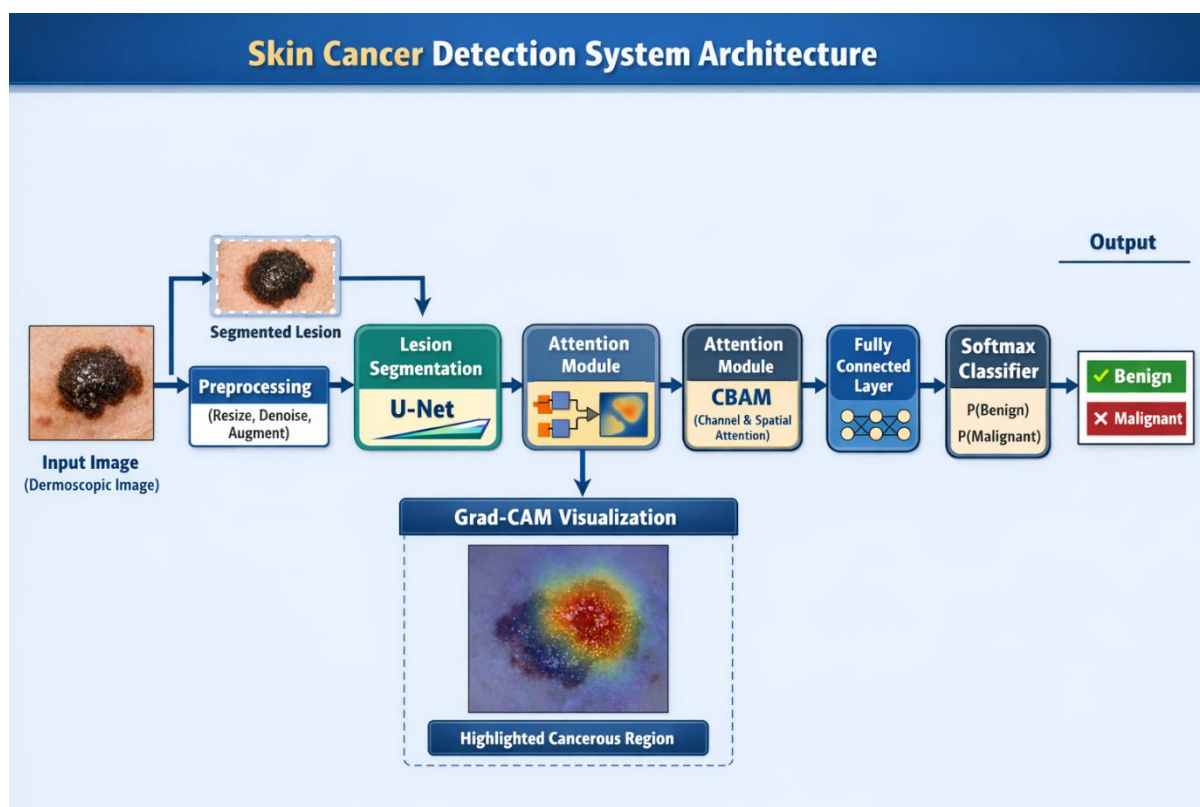 Skin Cancer Detection System Architecture
Output
Segmented Lesion
Input Image
(Dermoscopic Image)
Preprocessing
(Resize, Denoise,
Augment)
Lesion
Segmentation
U-Net
Attention
Module
Attention
Module
CBAM
(Channel & Spatial
Attention)
Fully
Connected
Layer
Softmax
Classifier
P(Benign)
P(Malignant)
Benign
Malignant
Grad-CAM Visualization
Highlighted Cancerous Region